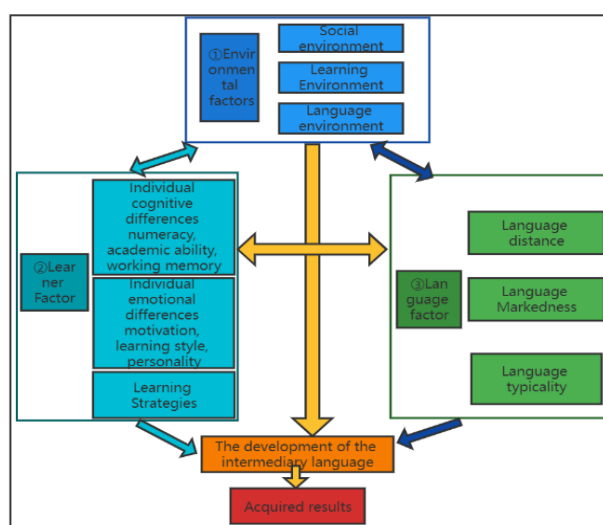 ①Envir
onmen
tal
factors
Social
environment
Learning
Environment
Language
environment
②Lear
ner
Factor
Individual
cognitive
differences
numeracy,
academic ability,
working memory
Individual
emotional
differences
motivation,
learning style,
personality
Learning
Strategies
③Lan
guage
factor
Language
distance
Language
Markedness
Language
typicality
The development of the
intermediary language
Acquired results